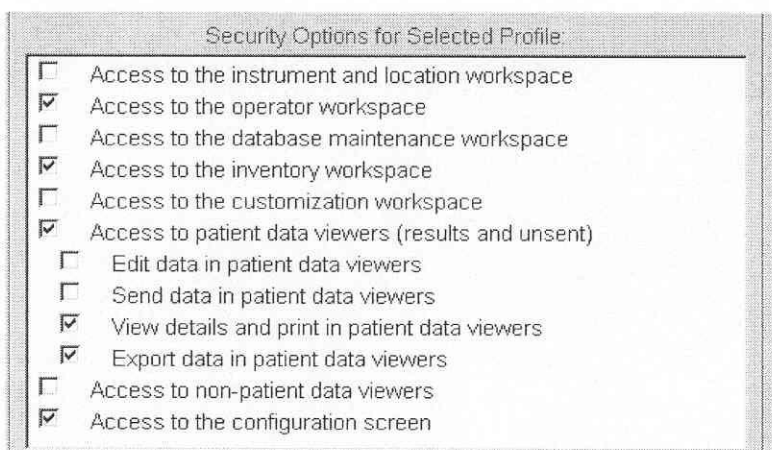 Security Options for Selected Profile:
Access to the instrument and location workspace
Access to the operator workspace
Access to the database maintenance workspace
Access to the inventory workspace
Access to the customization workspace
Access to patient data viewers (results and unsent)
Edit data in patient data viewers
Send data in patient data viewers
View details and print in patient data viewers
Export data in patient data viewers
Access to non-patient data viewers
Access to the configuration screen